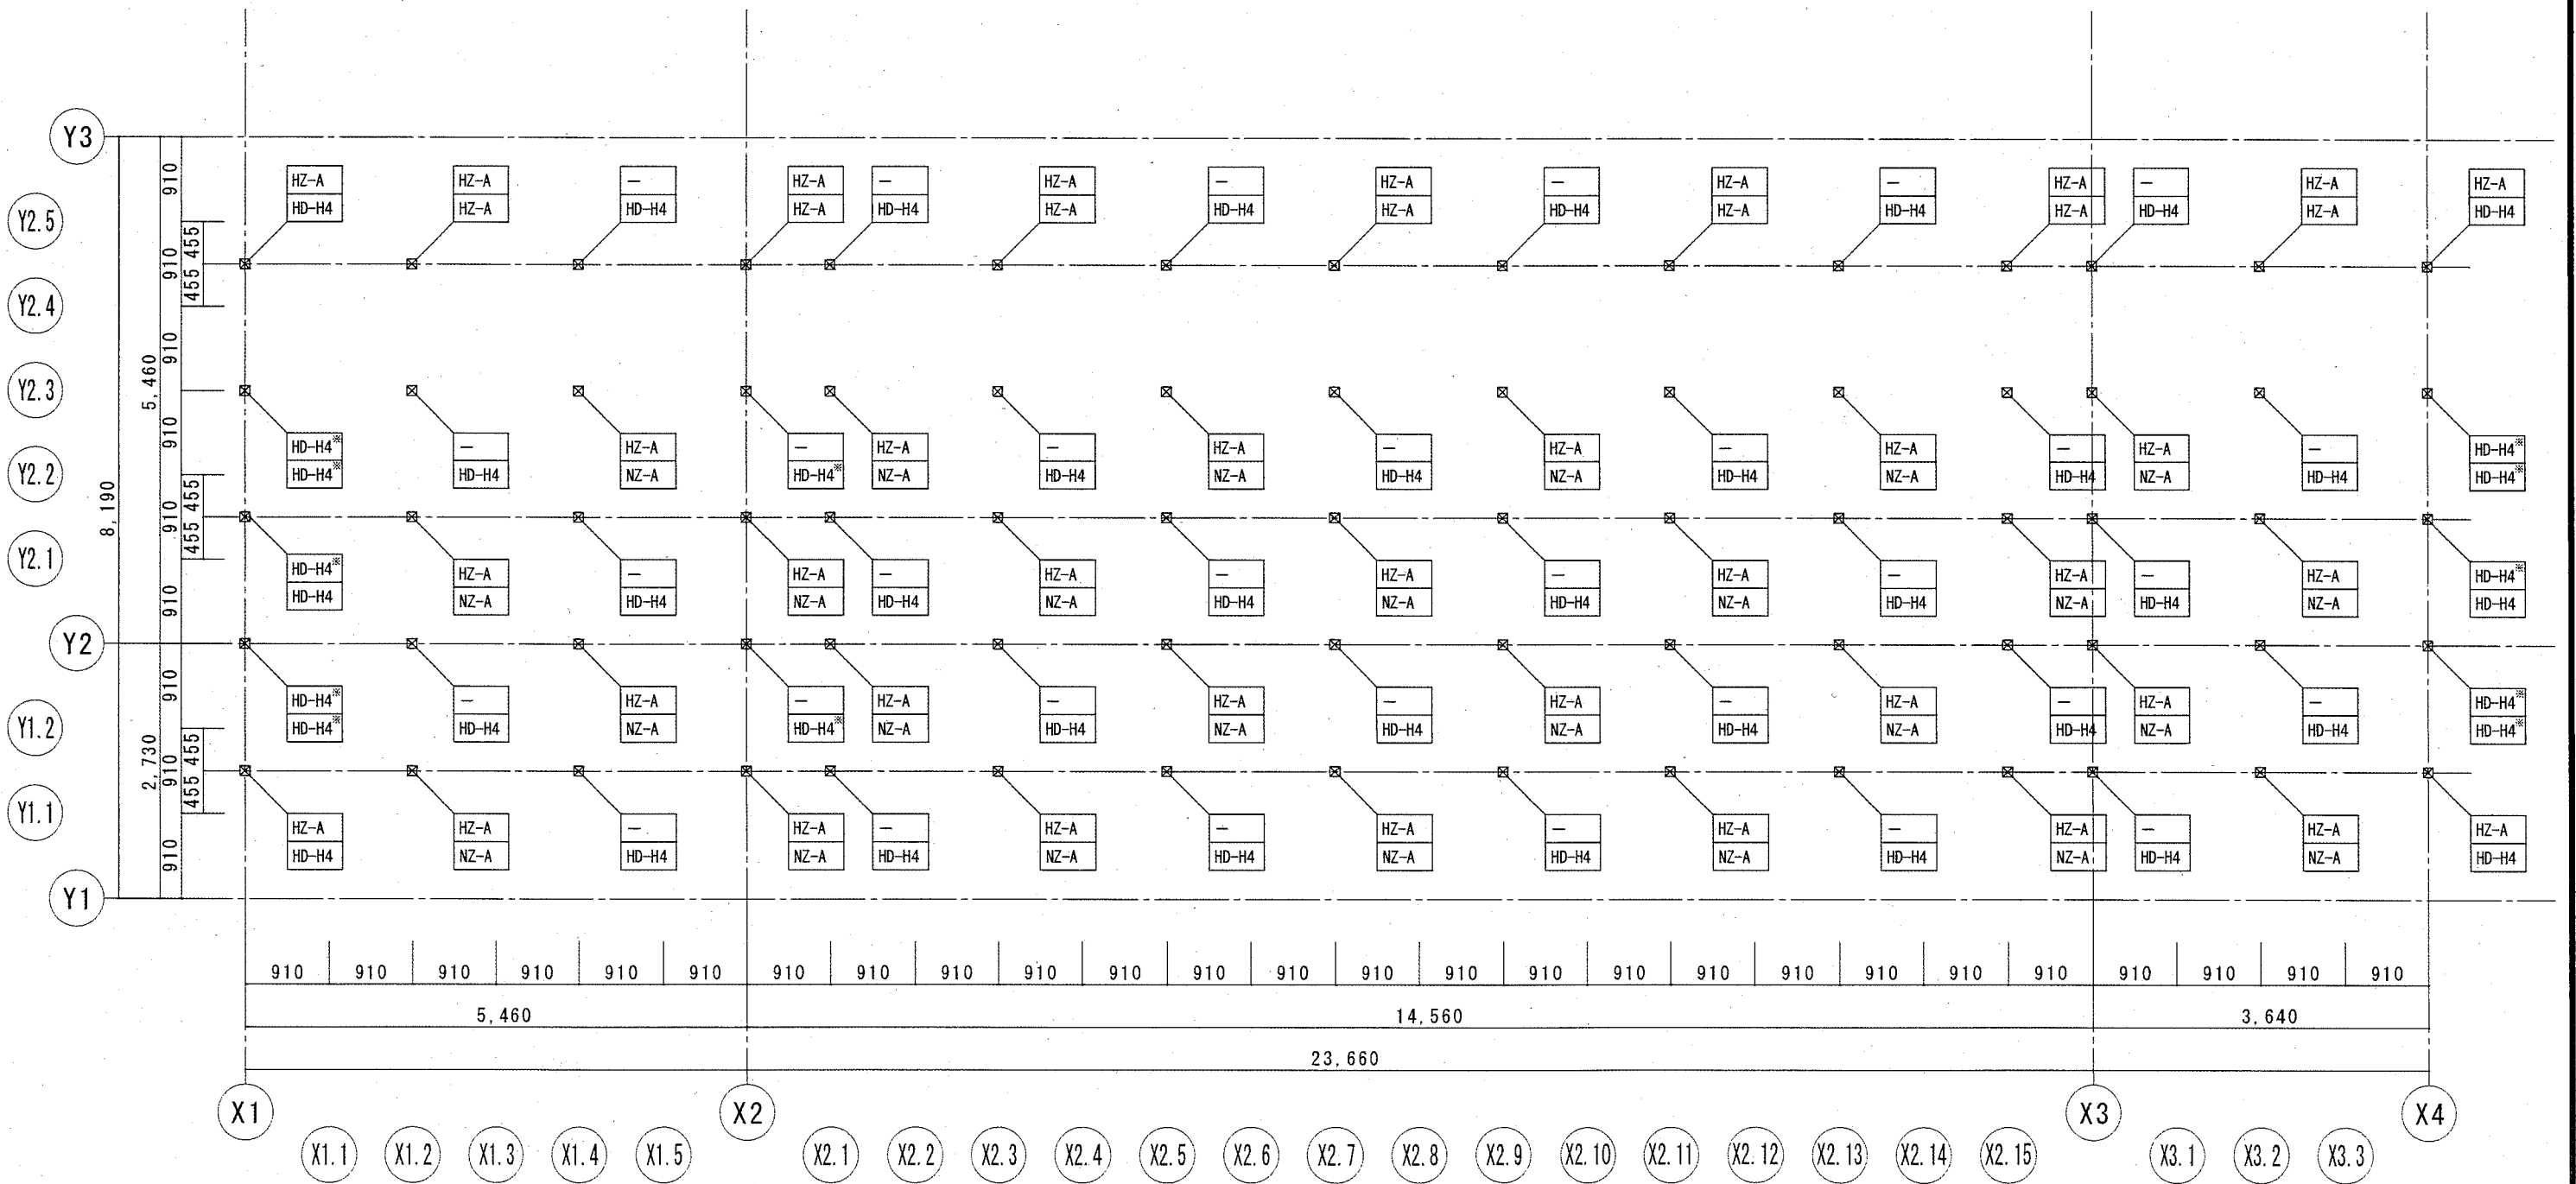 Y3
910
HZ-A HZ-A — HZ-A — HZ-A — HZ-A — HZ-A — HZ-A — HZ-A HZ-A
HD-H4 HZ-A HD-H4 HZ-A HD-H4 HZ-A HD-H4 HZ-A HD-H4 HZ-A HD-H4 HZ-A HD-H4 HZ-A HD-H4
Y2.5
910 455 455
Y2.4
910
5,460
Y2.3
910
HD-H4※ — HZ-A — HZ-A — HZ-A — HZ-A — HZ-A — HZ-A — HD-H4※
HD-H4※ HD-H4 NZ-A HD-H4※ NZ-A HD-H4 NZ-A HD-H4 NZ-A HD-H4 NZ-A HD-H4 NZ-A HD-H4 HD-H4※
Y2.2
8,190
910 455 455
Y2.1
HD-H4※ HZ-A — HZ-A — HZ-A — HZ-A — HZ-A — HZ-A — HZ-A HD-H4※
HD-H4 NZ-A HD-H4 NZ-A HD-H4 NZ-A HD-H4 NZ-A HD-H4 NZ-A HD-H4 NZ-A HD-H4 NZ-A HD-H4
910
Y2
910
HD-H4※ — HZ-A — HZ-A — HZ-A — HZ-A — HZ-A — HZ-A — HD-H4※
HD-H4※ HD-H4 NZ-A HD-H4※ NZ-A HD-H4 NZ-A HD-H4 NZ-A HD-H4 NZ-A HD-H4 NZ-A HD-H4 HD-H4※
Y1.2
2,730
910 455 455
Y1.1
HZ-A HZ-A — HZ-A — HZ-A — HZ-A — HZ-A — HZ-A — HZ-A HZ-A
HD-H4 NZ-A HD-H4 NZ-A HD-H4 NZ-A HD-H4 NZ-A HD-H4 NZ-A HD-H4 NZ-A HD-H4 NZ-A HD-H4
910
Y1
910 910 910 910 910 910 910 910 910 910 910 910 910 910 910 910 910 910 910 910 910 910 910 910 910 910
5,460 14,560 3,640
23,660
X1 X2 X3 X4
X1.1 X1.2 X1.3 X1.4 X1.5 X2.1 X2.2 X2.3 X2.4 X2.5 X2.6 X2.7 X2.8 X2.9 X2.10 X2.11 X2.12 X2.13 X2.14 X2.15 X3.1 X3.2 X3.3